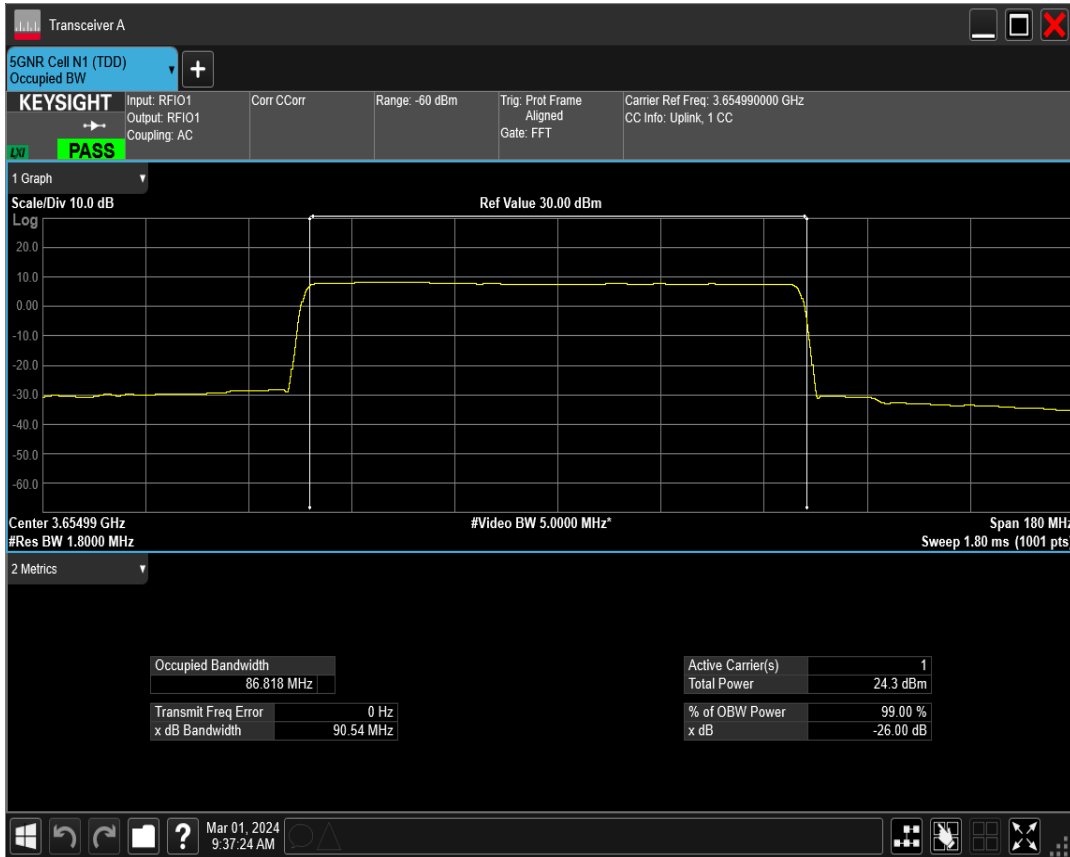 Transceiver A
5GNR Cell N1 (TDD)
Occupied BW
+
KEYSIGHT
LXI
PASS
Input: RFIO1
Output: RFIO1
Coupling: AC
Corr CCorr
Range: -60 dBm
Trig: Prot Frame
Aligned
Gate: FFT
Carrier Ref Freq: 3.654990000 GHz
CC Info: Uplink, 1 CC
1 Graph
Scale/Div 10.0 dB
Ref Value 30.00 dBm
Log
20.0
10.0
0.00
-10.0
-20.0
-30.0
-40.0
-50.0
-60.0
Center 3.65499 GHz
#Video BW 5.0000 MHz*
Span 180 MHz
#Res BW 1.8000 MHz
Sweep 1.80 ms (1001 pts)
2 Metrics
Occupied Bandwidth
86.818 MHz
Transmit Freq Error 0 Hz
x dB Bandwidth 90.54 MHz
Active Carrier(s) 1
Total Power 24.3 dBm
% of OBW Power 99.00 %
x dB -26.00 dB
?
Mar 01, 2024
9:37:24 AM